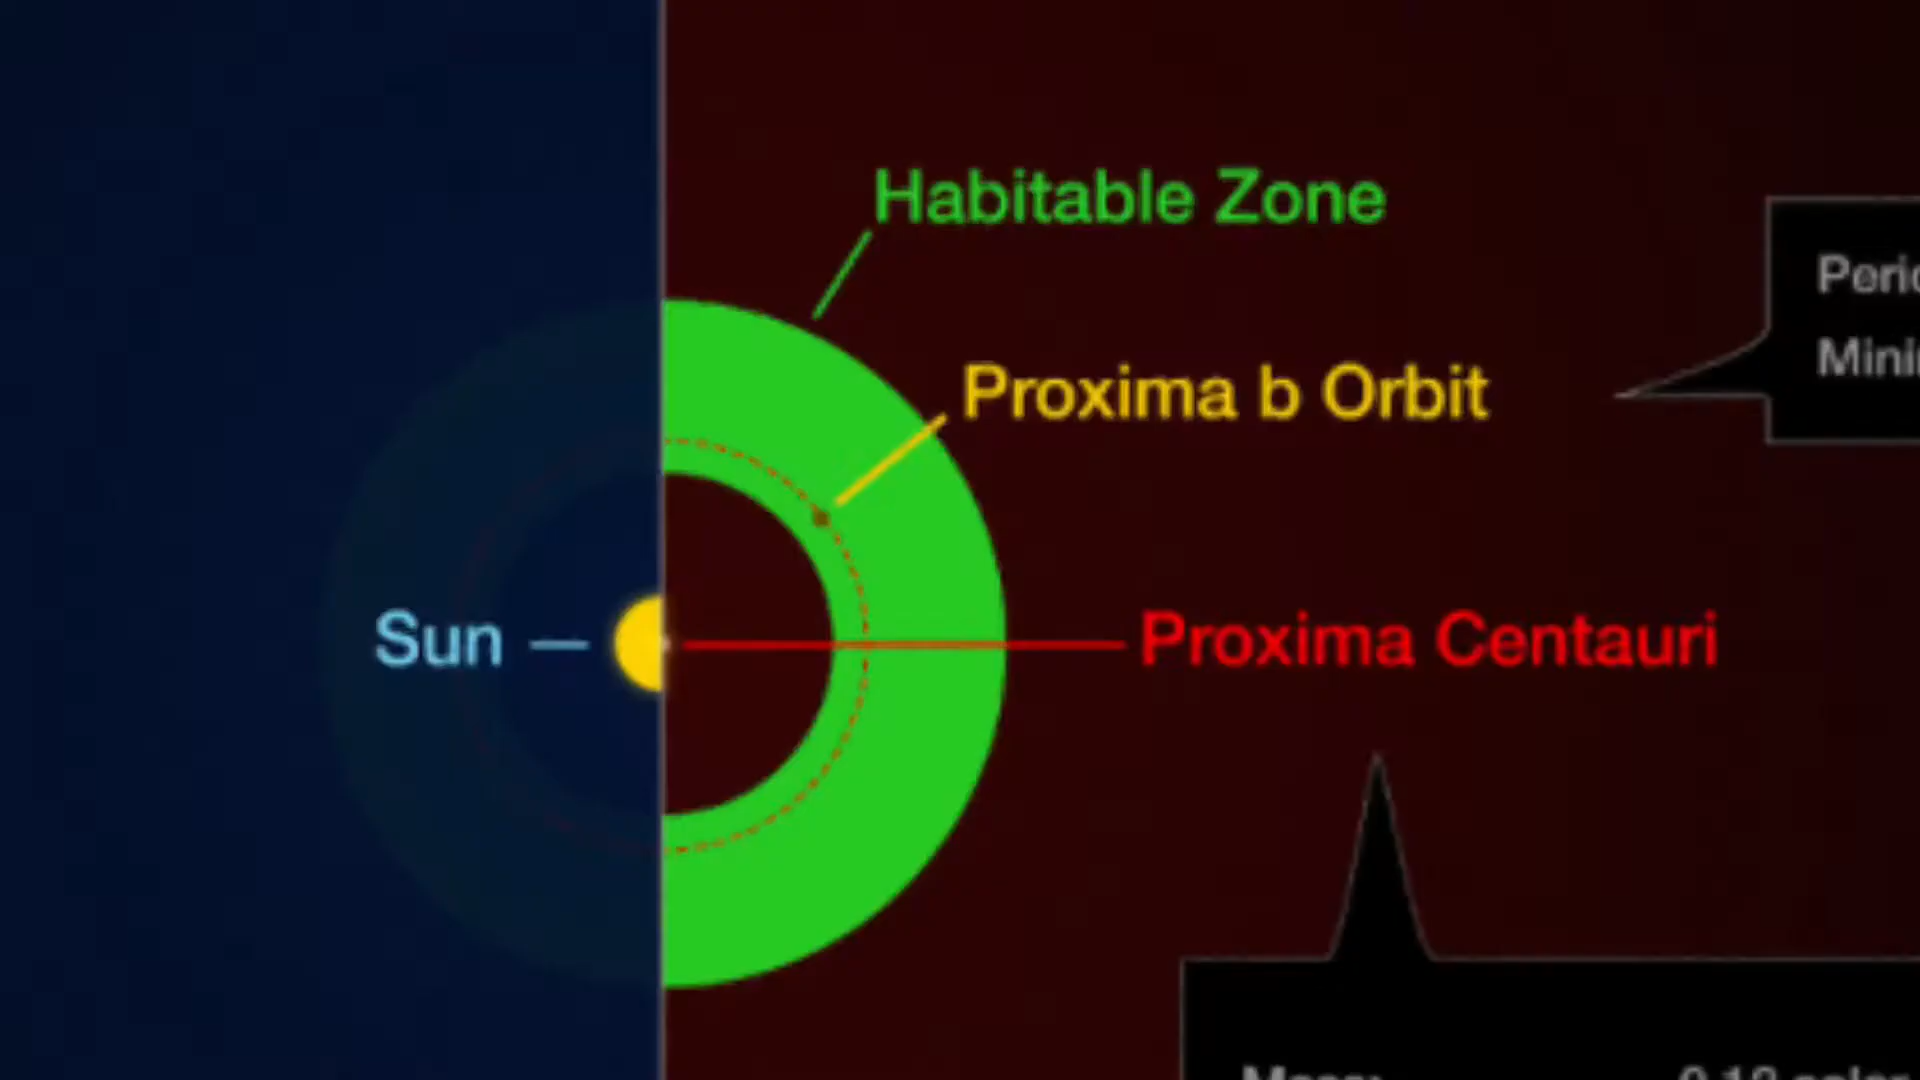 Habitable Zone
Proxima b Orbit
Sun
Proxima Centauri